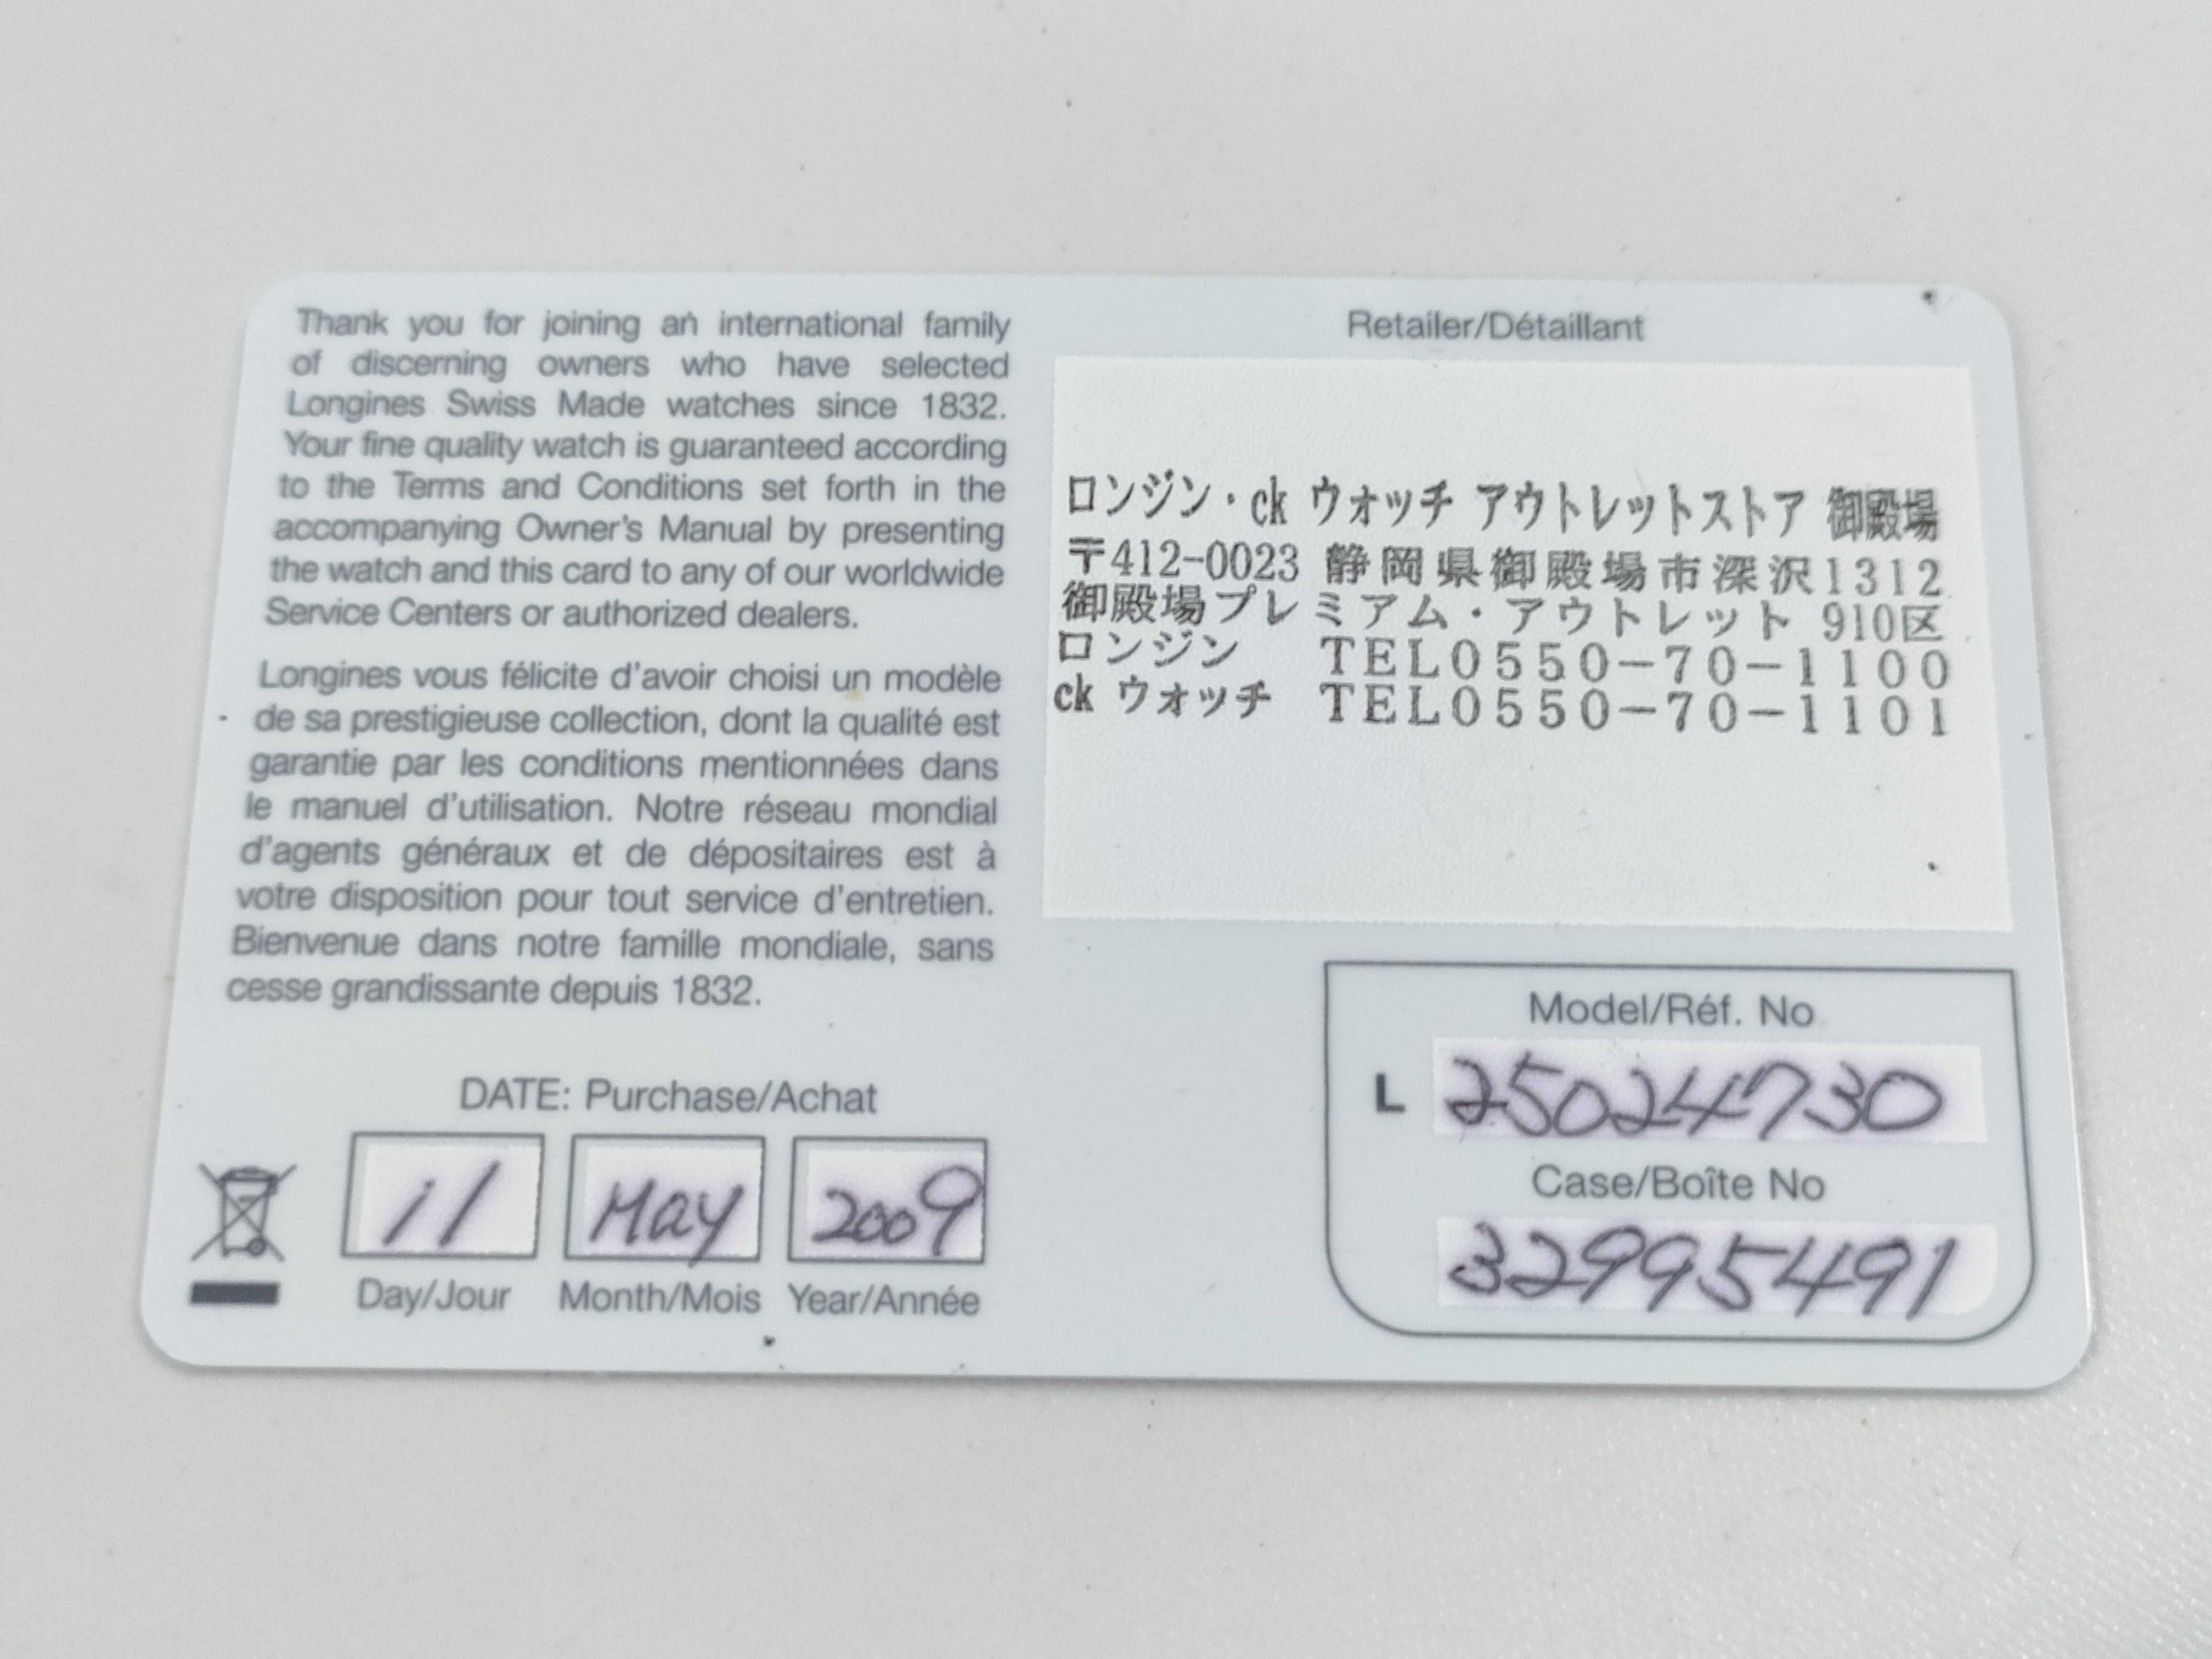 Thank you for joining an international family
of discerning owners who have selected
Longines Swiss Made watches since 1832.
Your fine quality watch is guaranteed according
to the Terms and Conditions set forth in the
accompanying Owner's Manual by presenting
the watch and this card to any of our worldwide
Service Centers or authorized dealers.
Longines vous félicite d'avoir choisi un modèle
de sa prestigieuse collection, dont la qualité est
garantie par les conditions mentionnées dans
le manuel d'utilisation. Notre réseau mondial
d'agents généraux et de dépositaires est à
votre disposition pour tout service d'entretien.
Bienvenue dans notre famille mondiale, sans
cesse grandissante depuis 1832.
DATE: Purchase/Achat
11 May 2009
Day/Jour Month/Mois Year/Année
Retailer/Détaillant
ロンジン・ck ウォッチ アウトレットストア 御殿場
〒412-0023 静岡県御殿場市深沢1312
御殿場プレミアム・アウトレット 910区
ロンジン TEL0550-70-1100
ck ウォッチ TEL0550-70-1101
Model/Réf. No
L 25024730
Case/Boîte No
32995491